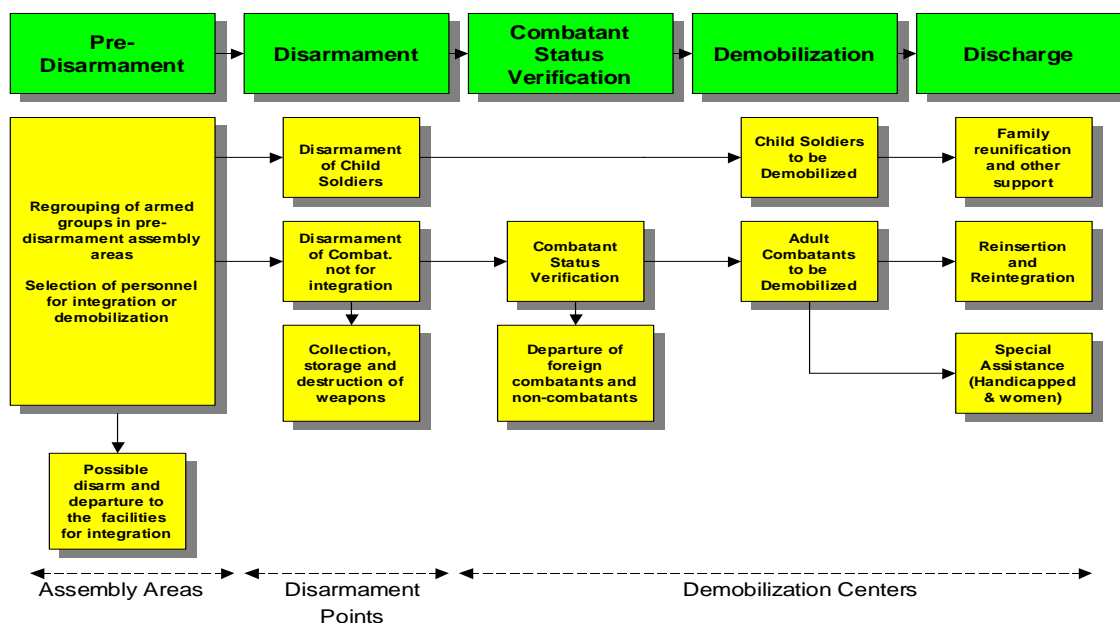 Pre-
Disarmament
Disarmament
Combatant
Status
Verification
Demobilization
Discharge
Regrouping of armed
groups in pre-
disarmament assembly
areas
Selection of personnel
for integration or
demobilization
Disarmament
of Child
Soldiers
Child Soldiers
to be
Demobilized
Family
reunification
and other
support
Disarmament
of Combat.
not for
integration
Combatant
Status
Verification
Adult
Combatants
to be
Demobilized
Reinsertion
and
Reintegration
Collection,
storage and
destruction of
weapons
Departure of
foreign
combatants and
non-combatants
Special
Assistance
(Handicapped
& women)
Possible
disarm and
departure to
the facilities
for integration
Assembly Areas
Disarmament
Points
Demobilization Centers